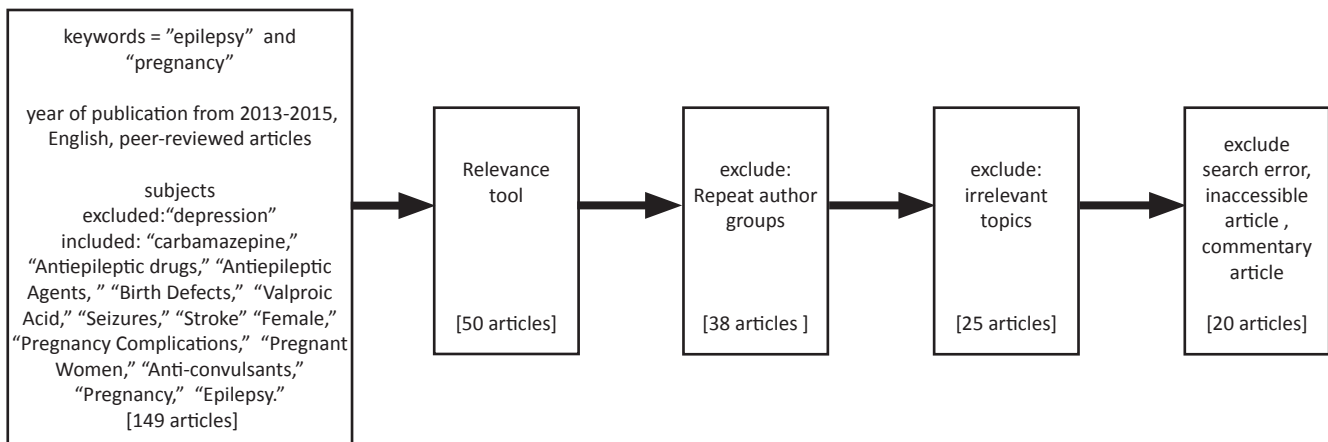 keywords = ”epilepsy” and
“pregnancy”
year of publication from 2013-2015,
English, peer-reviewed articles
subjects
excluded:“depression”
included: “carbamazepine,”
“Antiepileptic drugs,” “Antiepileptic
Agents, ” “Birth Defects,” “Valproic
Acid,” “Seizures,” “Stroke” “Female,”
“Pregnancy Complications,” “Pregnant
Women,” “Anti-convulsants,”
“Pregnancy,” “Epilepsy.”
[149 articles]
Relevance
tool
[50 articles]
exclude:
Repeat author
groups
[38 articles ]
exclude:
irrelevant
topics
[25 articles]
exclude
search error,
inaccessible
article ,
commentary
article
[20 articles]